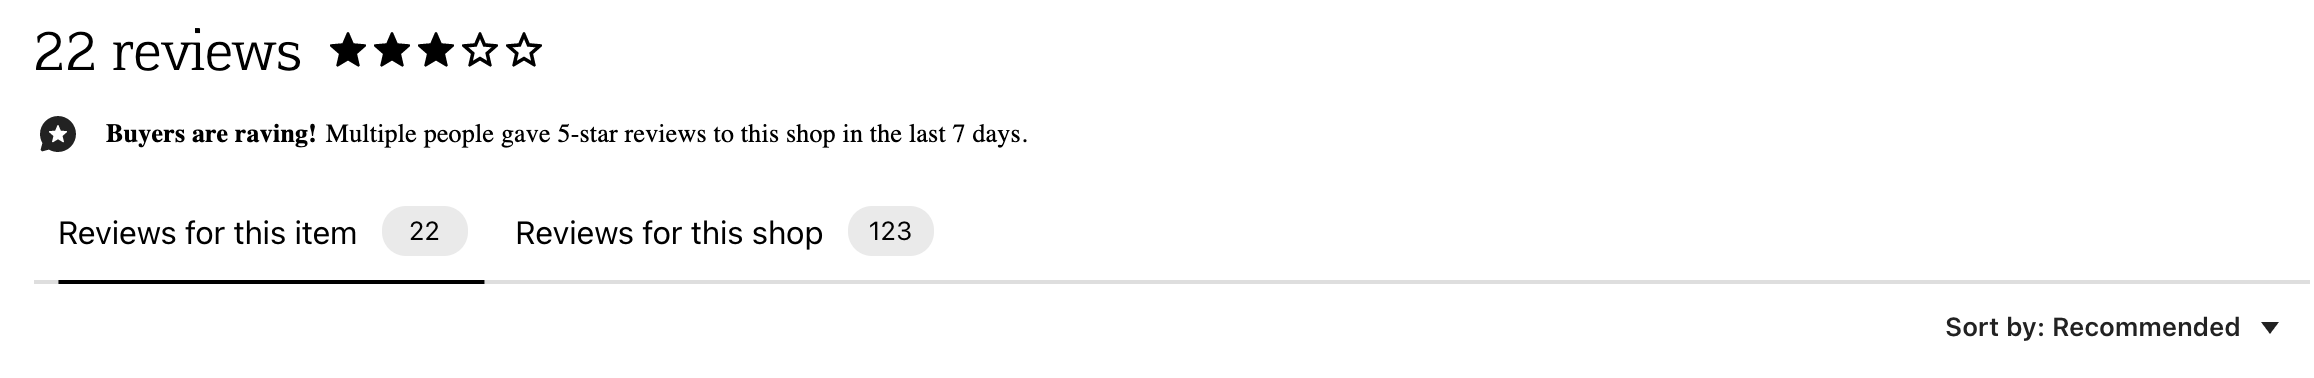 22 reviews
Buyers are raving! Multiple people gave 5-star reviews to this shop in the last 7 days.
Reviews for this item 22 Reviews for this shop 123
Sort by: Recommended